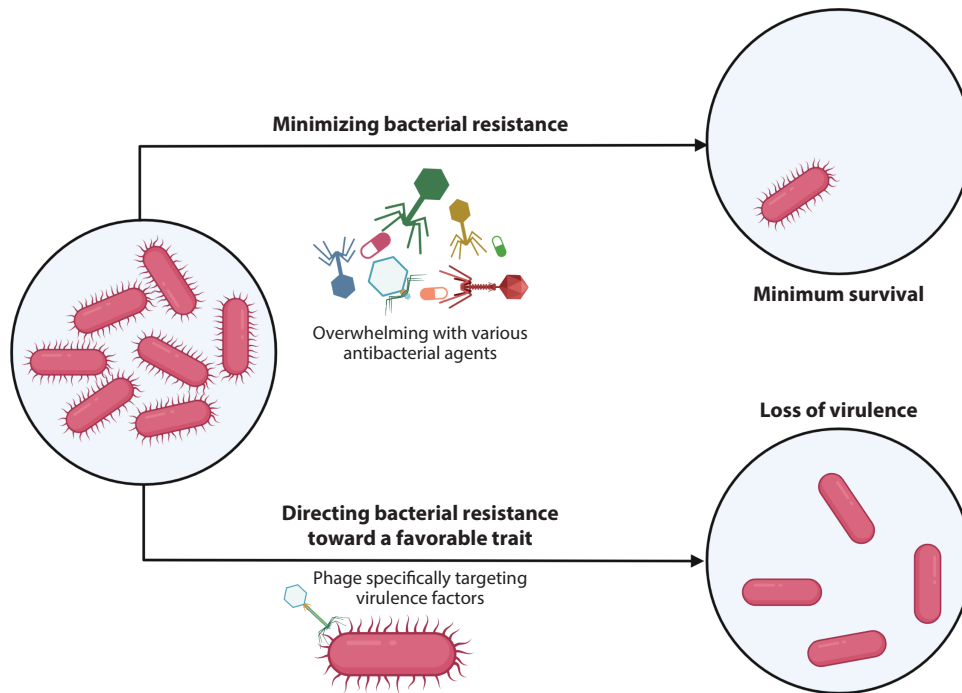 Minimizing bacterial resistance
Overwhelming with various
antibacterial agents
Minimum survival
Loss of virulence
Directing bacterial resistance
toward a favorable trait
Phage specifically targeting
virulence factors